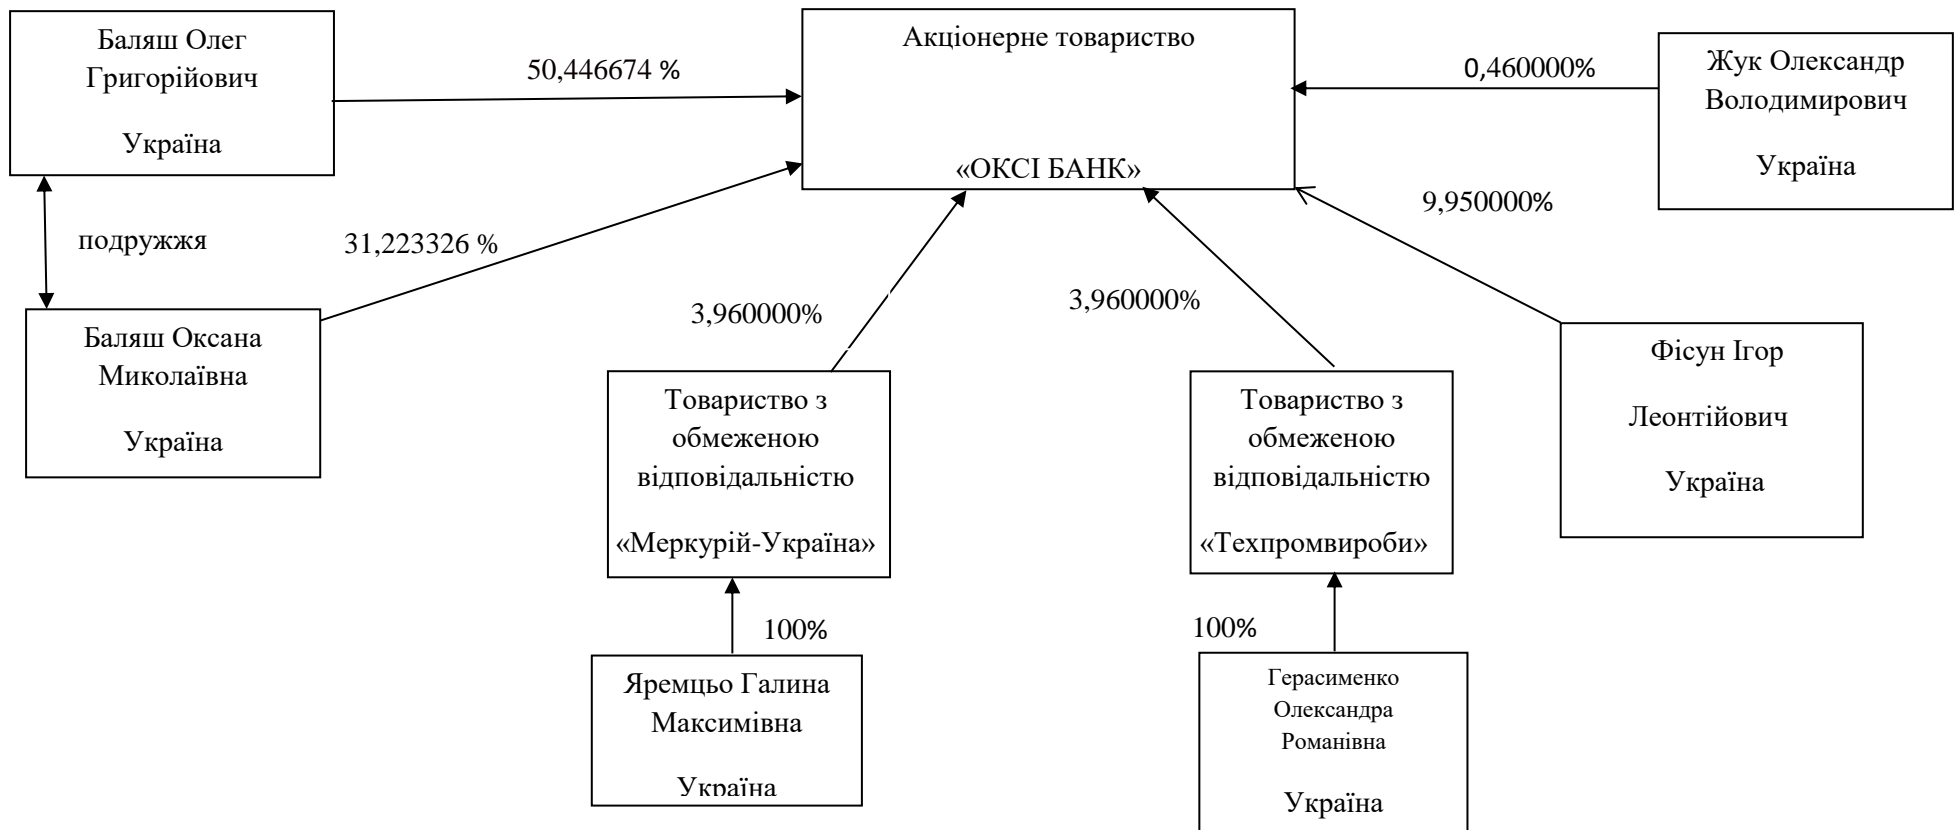 Баляш Олег
Григорійович
Україна
50,446674 %
Акціонерне товариство
«ОКСІ БАНК»
0,460000%
Жук Олександр
Володимирович
Україна
9,950000%
подружжя
31,223326 %
3,960000%
3,960000%
Баляш Оксана
Миколаївна
Україна
Товариство з
обмеженою
відповідальністю
«Меркурій-Україна»
Товариство з
обмеженою
відповідальністю
«Техпромвироби»
Фісун Ігор
Леонтійович
Україна
100%
100%
Яремцьо Галина
Максимівна
Україна
Герасименко
Олександра
Романівна
Україна